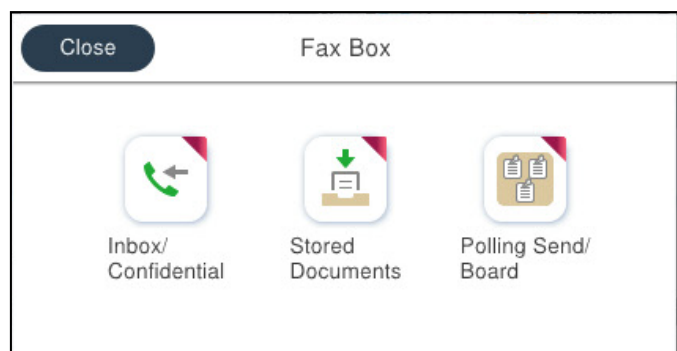 Close
Fax Box
Inbox/
Confidential
Stored
Documents
Polling Send/
Board